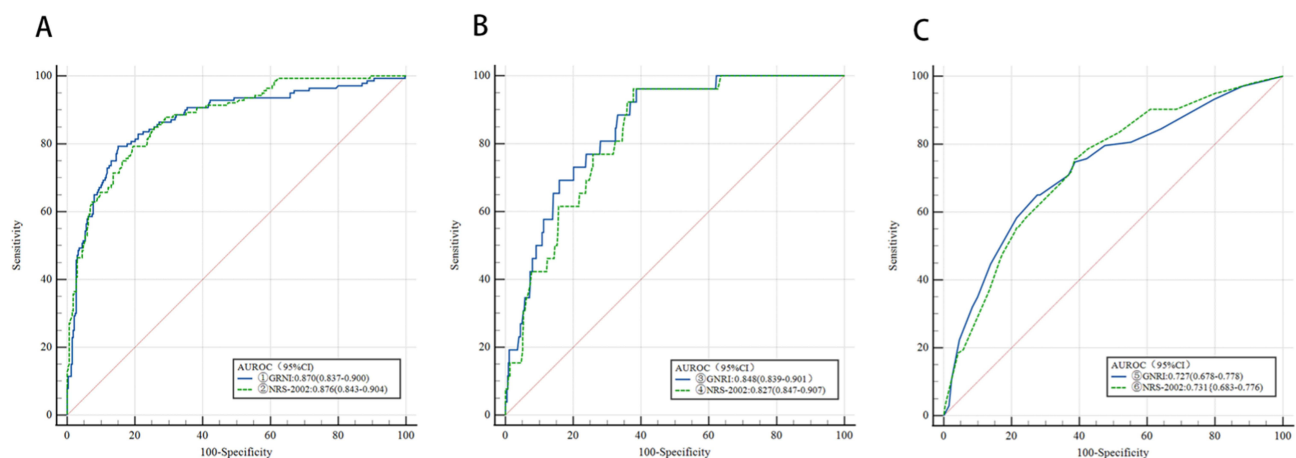 A
B
C
100
80
60
40
20
0
Sensitivity
AUROC（95%CI）
①GRNI:0.870(0.837-0.900)
②NRS-2002:0.876(0.843-0.904)
0
20
40
60
80
100
100-Specificity
100
80
60
40
20
0
Sensitivity
AUROC（95%CI）
③GNRI:0.848(0.839-0.901)
④NRS-2002:0.827(0.847-0.907)
0
20
40
60
80
100
100-Specificity
100
80
60
40
20
0
Sensitivity
AUROC（95%CI）
⑤GNRI:0.727(0.678-0.778)
⑥NRS-2002:0.731{0.683-0.776)
0
20
40
60
80
100
100-Specificity